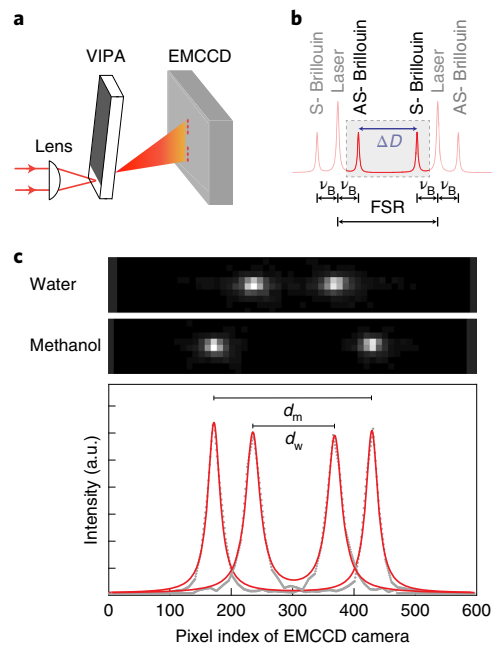 a
VIPA
EMCCD
Lens
b
S- Brillouin
Laser
AS- Brillouin
S- Brillouin
Laser
AS- Brillouin
ΔD
νB νB νB νB
FSR
c
Water
Methanol
dm
dw
Intensity (a.u.)
0 100 200 300 400 500 600
Pixel index of EMCCD camera